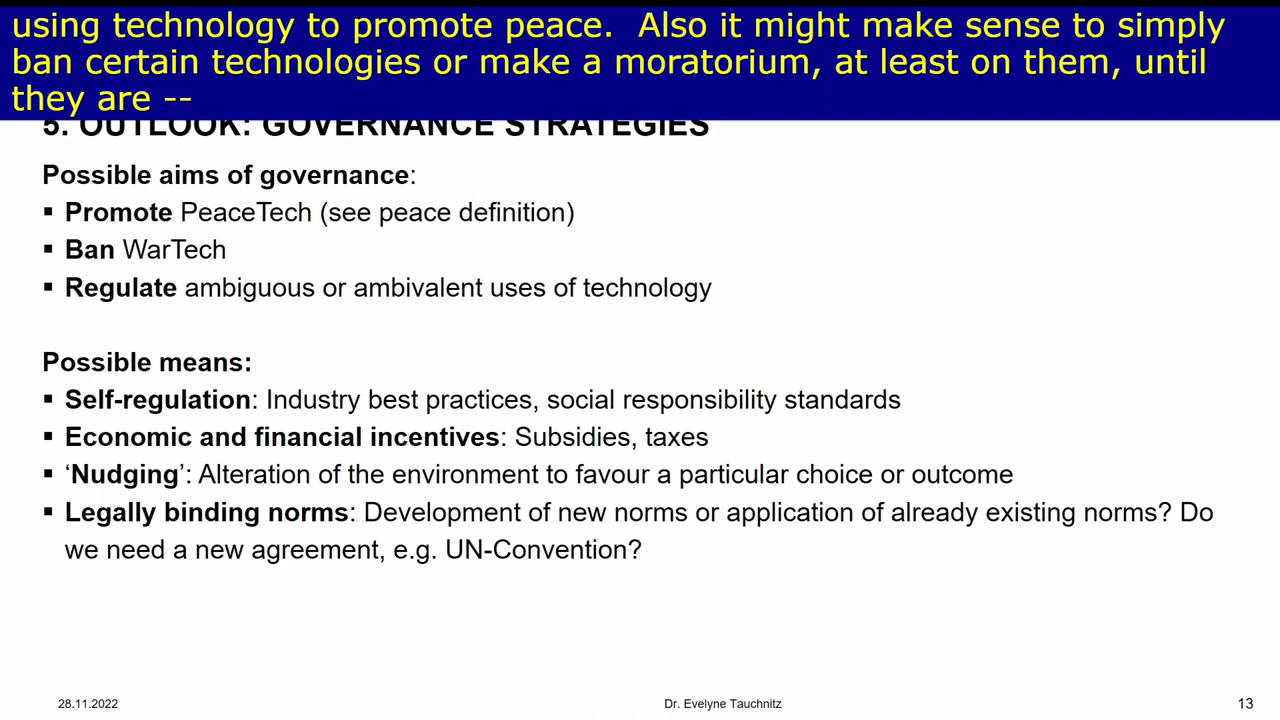 using technology to promote peace.  Also it might make sense to simply
ban certain technologies or make a moratorium, at least on them, until
they are --
5. OUTLOOK: GOVERNANCE STRATEGIES
Possible aims of governance:
▪ Promote PeaceTech (see peace definition)
▪ Ban WarTech
▪ Regulate ambiguous or ambivalent uses of technology
Possible means:
▪ Self-regulation: Industry best practices, social responsibility standards
▪ Economic and financial incentives: Subsidies, taxes
▪ ‘Nudging’: Alteration of the environment to favour a particular choice or outcome
▪ Legally binding norms: Development of new norms or application of already existing norms? Do
we need a new agreement, e.g. UN-Convention?
28.11.2022
Dr. Evelyne Tauchnitz
13